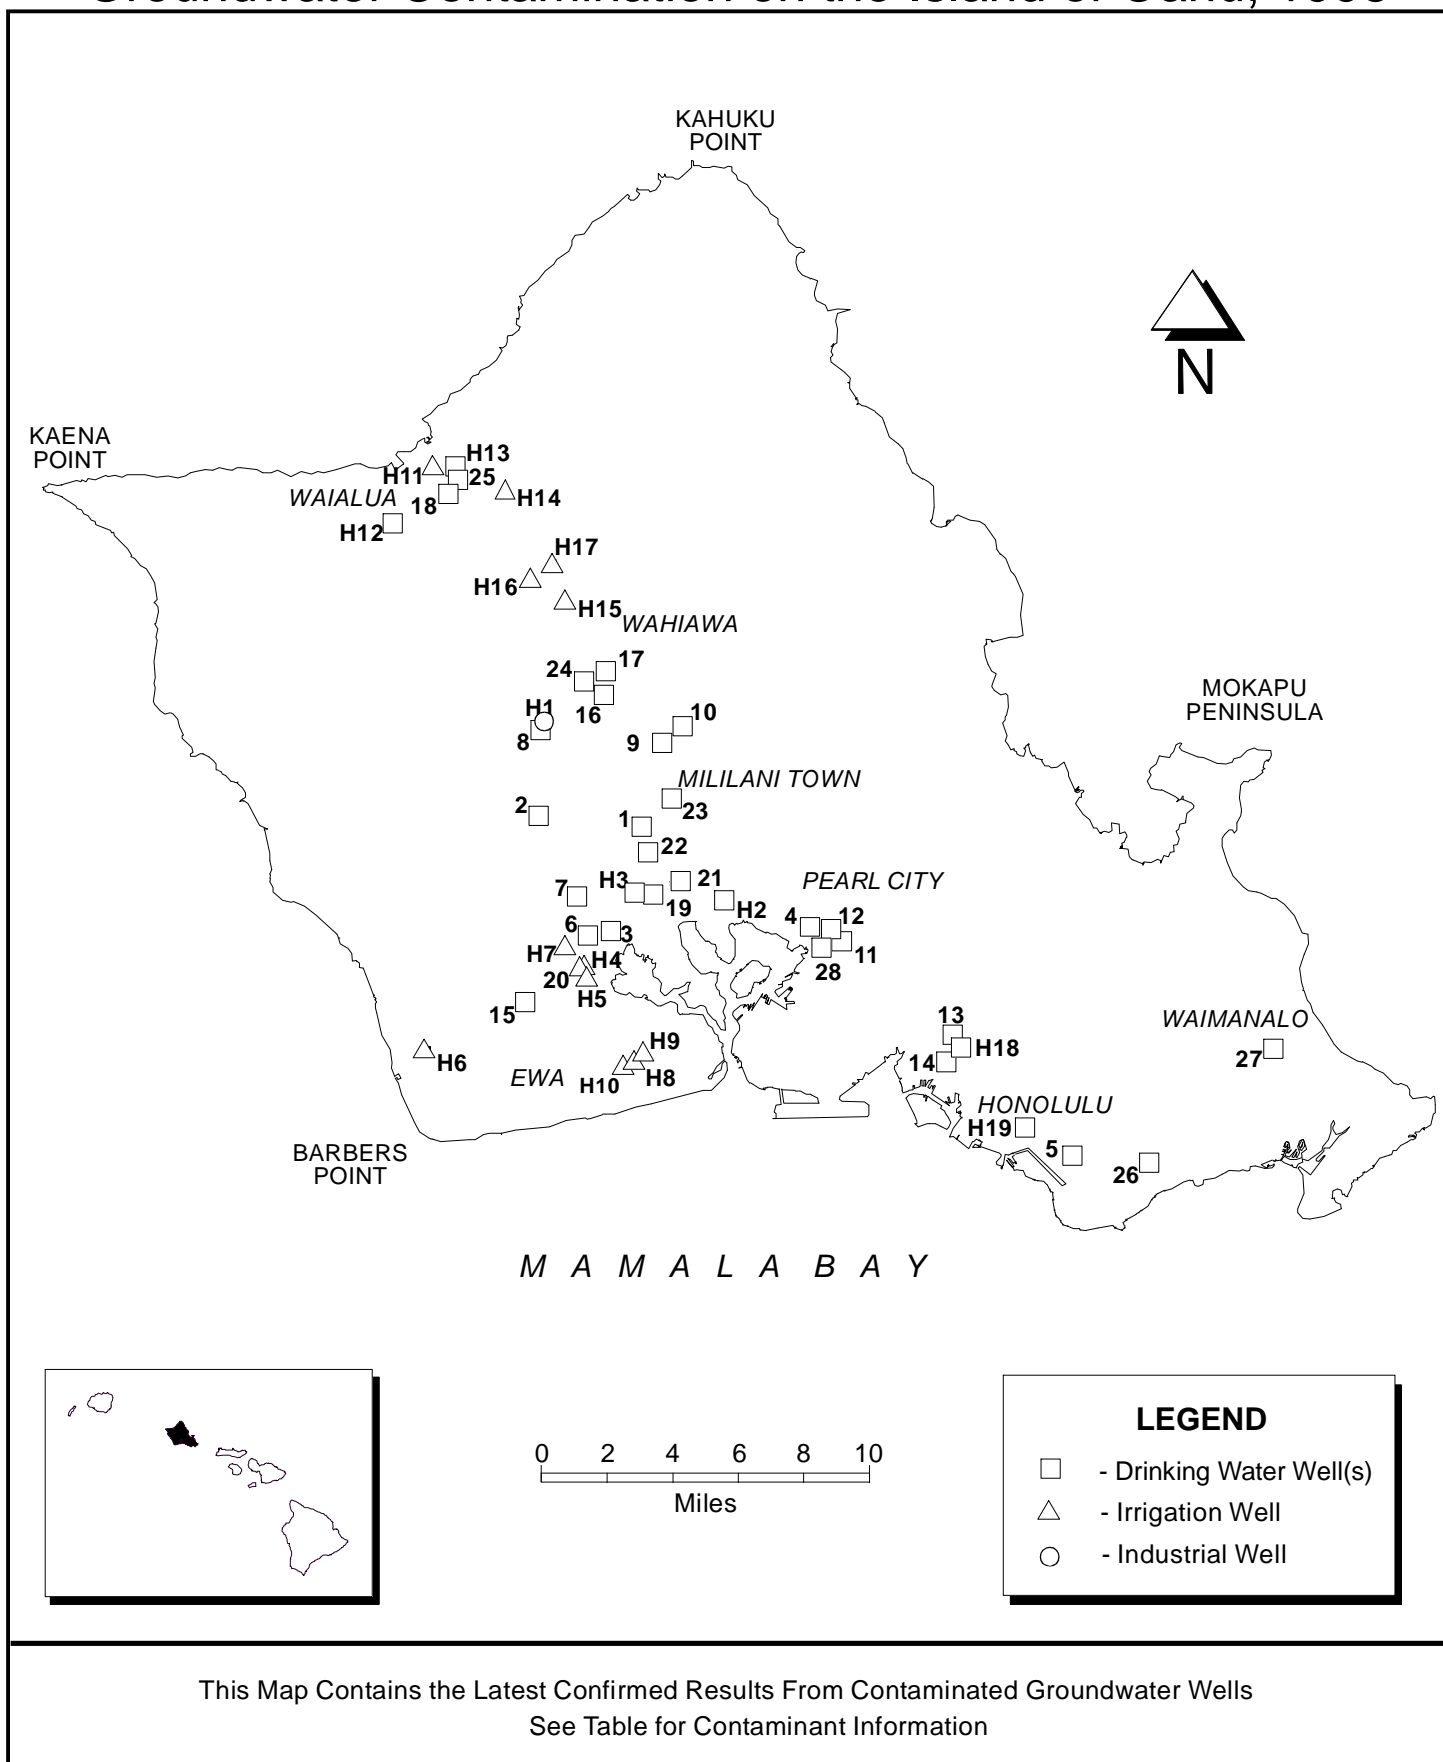 KAHUKU
POINT
N
KAENA
POINT
H13
H11
25
WAIALUA
18
H14
H12
H17
H16
H15
WAHIAWA
17
24
16
H1
10
8
9
MOKAPU
PENINSULA
MILILANI TOWN
2
23
1
22
PEARL CITY
7
H3
21
19
H2
4
12
6
3
11
H7
H4
28
20
H5
15
13
WAIMANALO
H9
H18
27
H6
14
EWA
H8
H10
HONOLULU
H19
BARBERS
POINT
5
26
MAMALA BAY
0 2 4 6 8 10
Miles
LEGEND
- Drinking Water Well(s)
- Irrigation Well
- Industrial Well
This Map Contains the Latest Confirmed Results From Contaminated Groundwater Wells
See Table for Contaminant Information